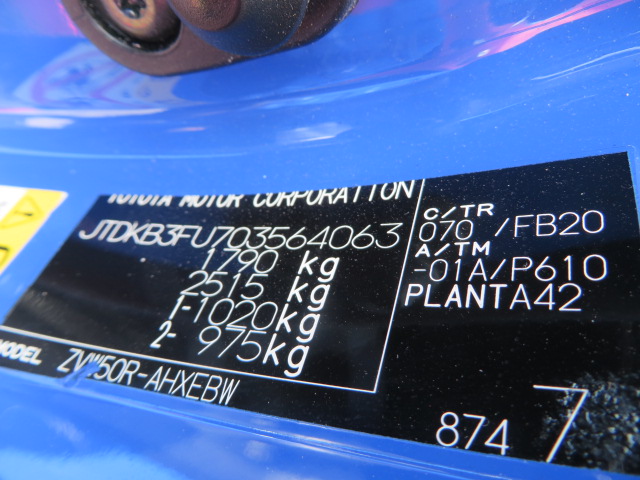 TOYOTA MOTOR CORPORATION
JTDKB3FU703564063
1790 kg
2515 kg
1-1020kg
2- 975kg
C/TR
070 /FB20
A/TM
-01A/P610
PLANTA42
MODEL ZVW50R-AHXEBW
874 7